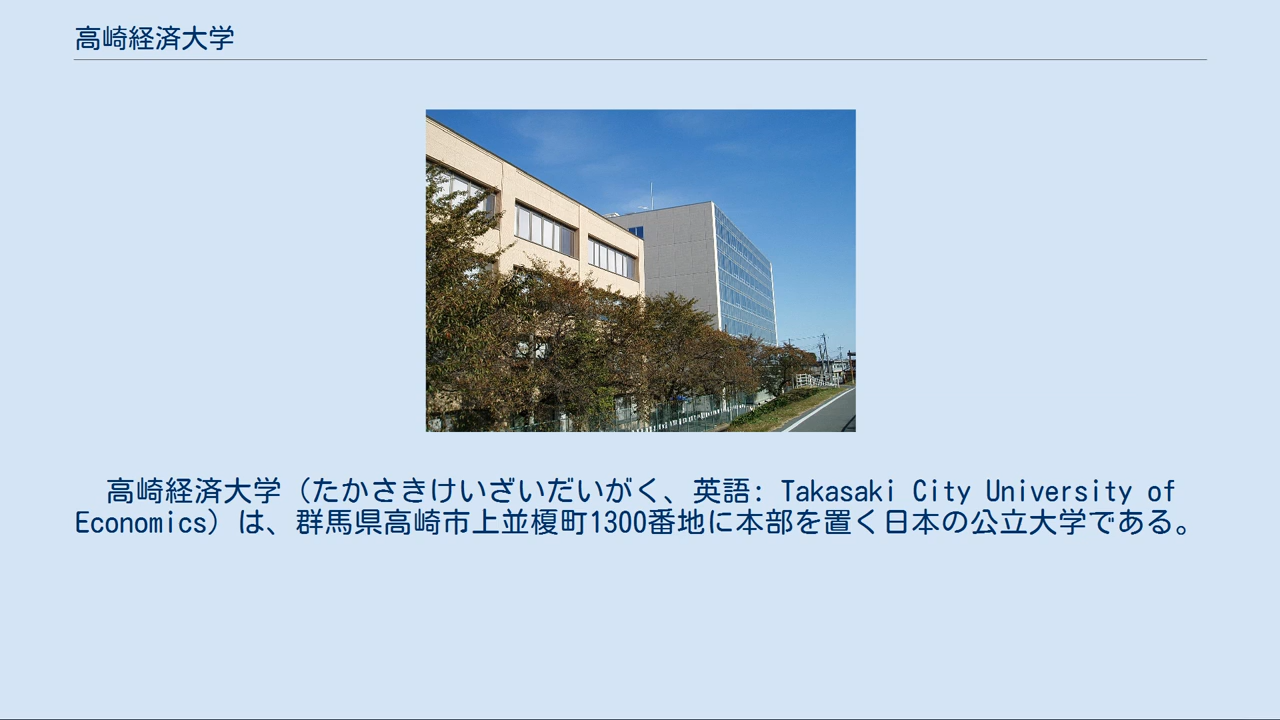 高崎経済大学
高崎経済大学（たかさきけいざいだいがく、英語: Takasaki City University of
Economics）は、群馬県高崎市上並榎町1300番地に本部を置く日本の公立大学である。